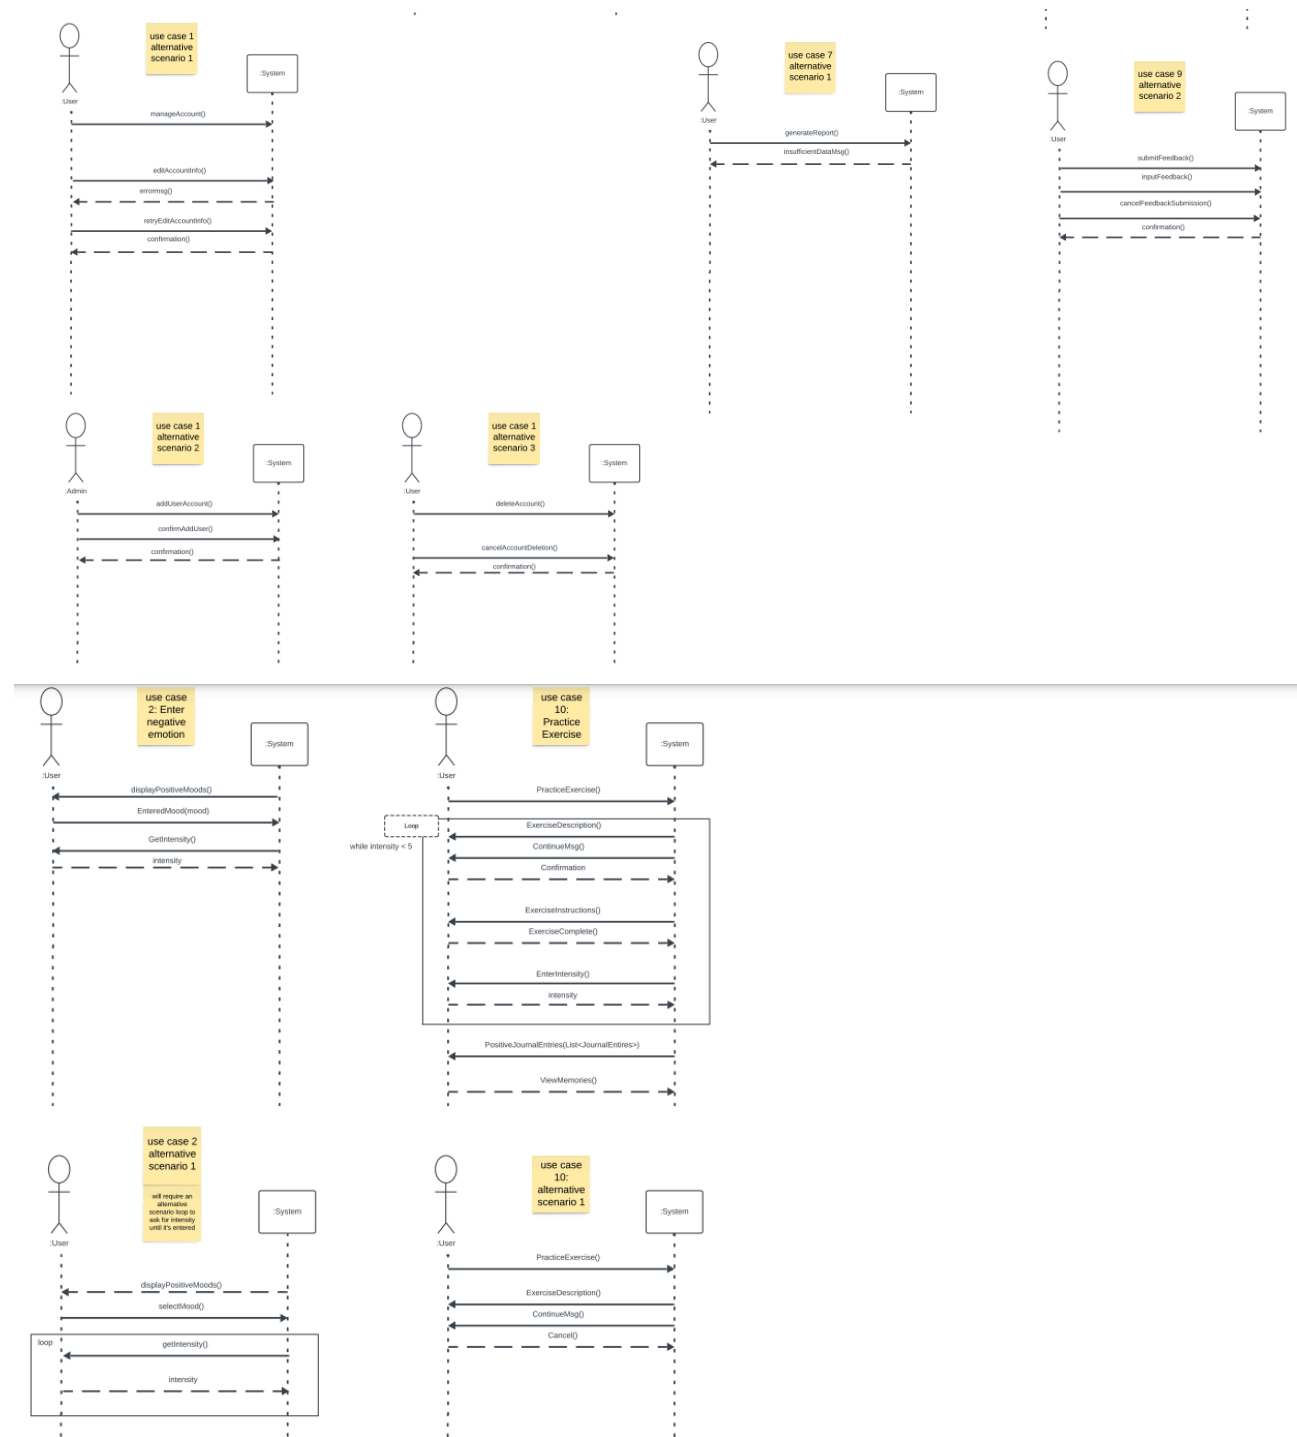 use case 1
alternative
scenario 1
:System
:User
manageAccount()
editAccountInfo()
errormsg()
retryEditAccountInfo()
confirmation()
use case 7
alternative
scenario 1
:System
:User
generateReport()
insufficientDataMsg()
use case 9
alternative
scenario 2
:System
:User
submitFeedback()
inputFeedback()
cancelFeedbackSubmission()
confirmation()
use case 1
alternative
scenario 2
:System
:Admin
addUserAccount()
confirmAddUser()
confirmation()
use case 1
alternative
scenario 3
:System
:User
deleteAccount()
cancelAccountDeletion()
confirmation()
use case
2: Enter
negative
emotion
:System
:User
displayPositiveMoods()
EnteredMood(mood)
GetIntensity()
intensity
use case
10:
Practice
Exercise
:System
:User
PracticeExercise()
Loop
while intensity < 5
ExerciseDescription()
ContinueMsg()
Confirmation
ExerciseInstructions()
ExerciseComplete()
EnterIntensity()
intensity
PositiveJournalEntries(List<JournalEntires>)
ViewMemories()
use case 2
alternative
scenario 1
will require an
alternative
scenario loop to
ask for intensity
until it's entered
:System
:User
displayPositiveMoods()
selectMood()
loop
getIntensity()
intensity
use case
10:
alternative
scenario 1
:System
:User
PracticeExercise()
ExerciseDescription()
ContinueMsg()
Cancel()